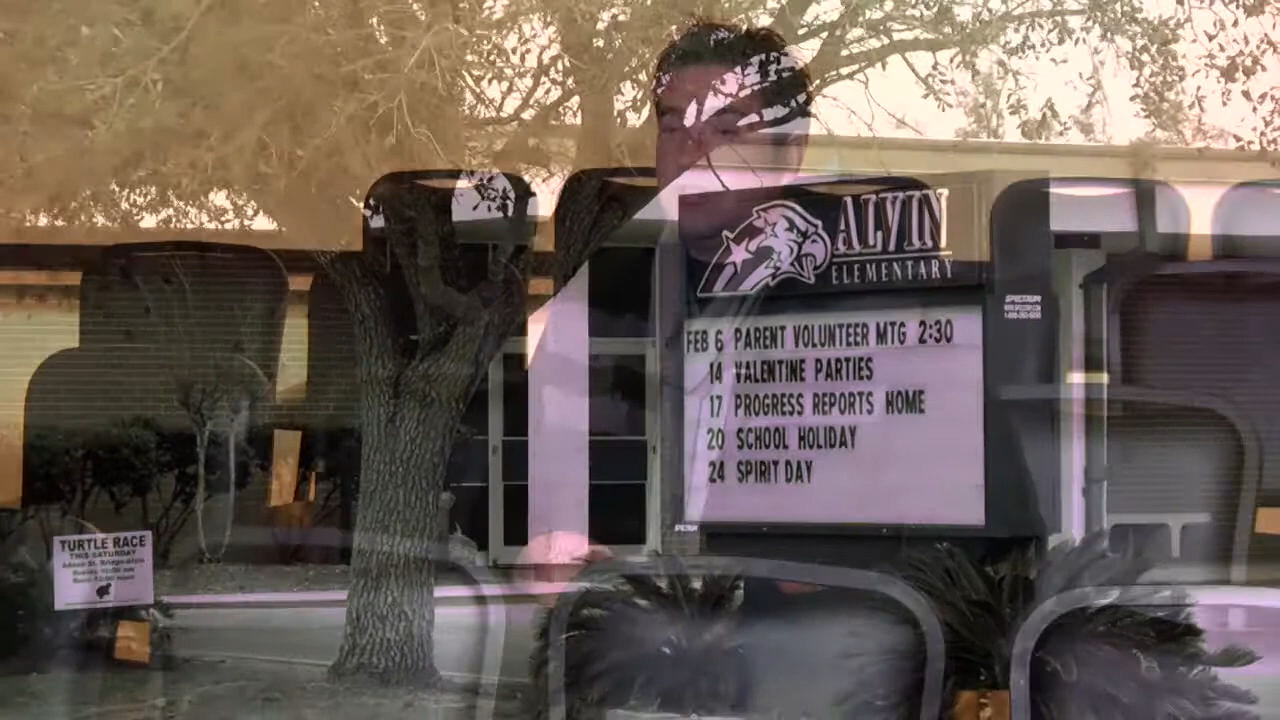 ALVIN
ELEMENTARY
SPECTRUM
FEB 6 PARENT VOLUNTEER MTG 2:30
14 VALENTINE PARTIES
17 PROGRESS REPORTS HOME
20 SCHOOL HOLIDAY
24 SPIRIT DAY
TURTLE RACE
THIS SATURDAY